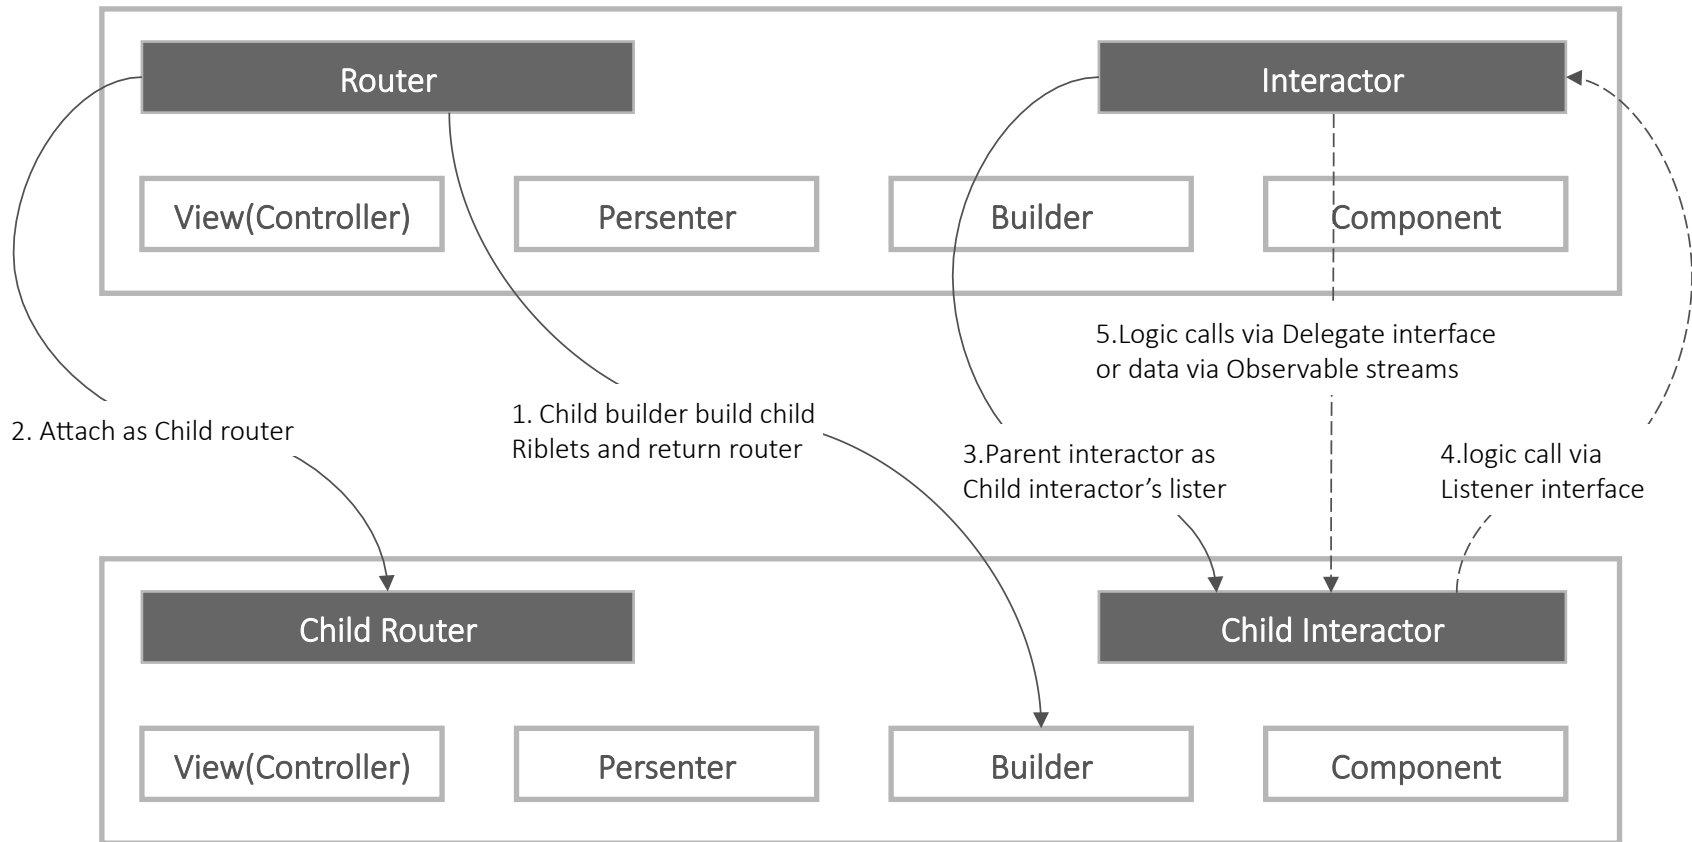 Router
Interactor
View(Controller)
Persenter
Builder
Component
5.Logic calls via Delegate interface
or data via Observable streams
2. Attach as Child router
1. Child builder build child
Riblets and return router
3.Parent interactor as
Child interactor’s lister
4.logic call via
Listener interface
Child Router
Child Interactor
View(Controller)
Persenter
Builder
Component